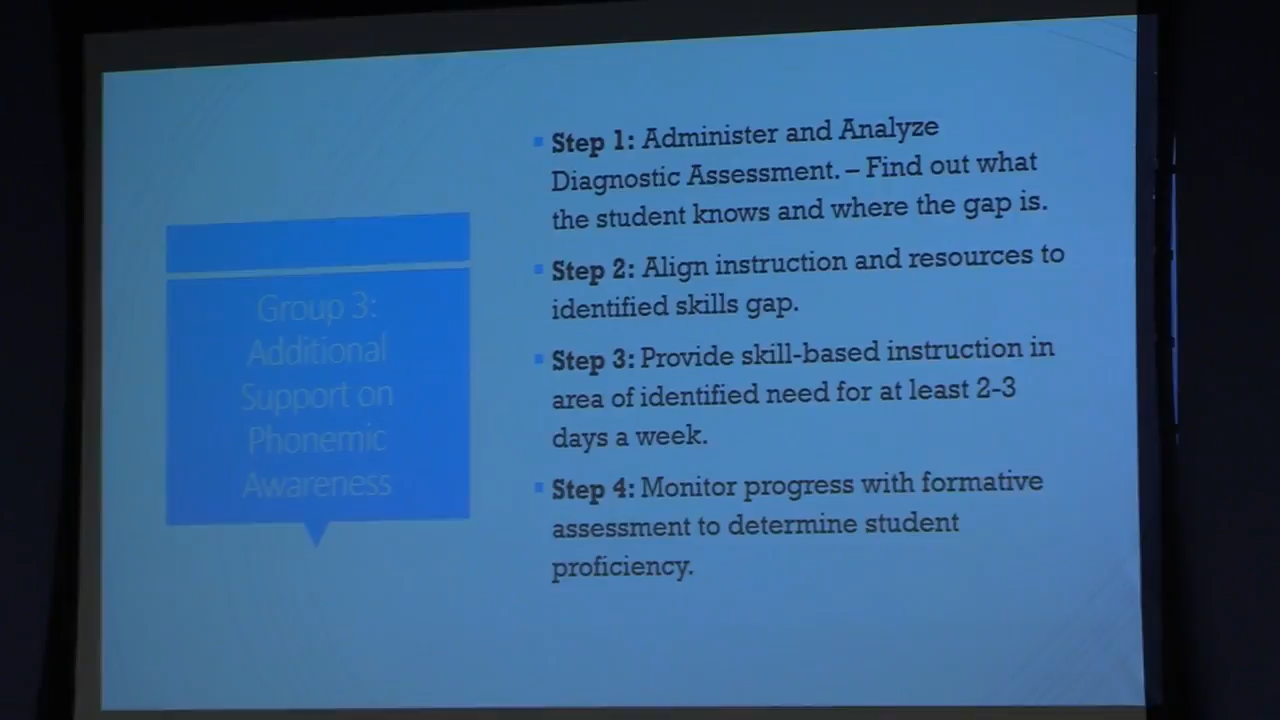 Group 3:
Additional
Support on
Phonemic
Awareness
Step 1: Administer and Analyze
Diagnostic Assessment. – Find out what
the student knows and where the gap is.
Step 2: Align instruction and resources to
identified skills gap.
Step 3: Provide skill-based instruction in
area of identified need for at least 2-3
days a week.
Step 4: Monitor progress with formative
assessment to determine student
proficiency.